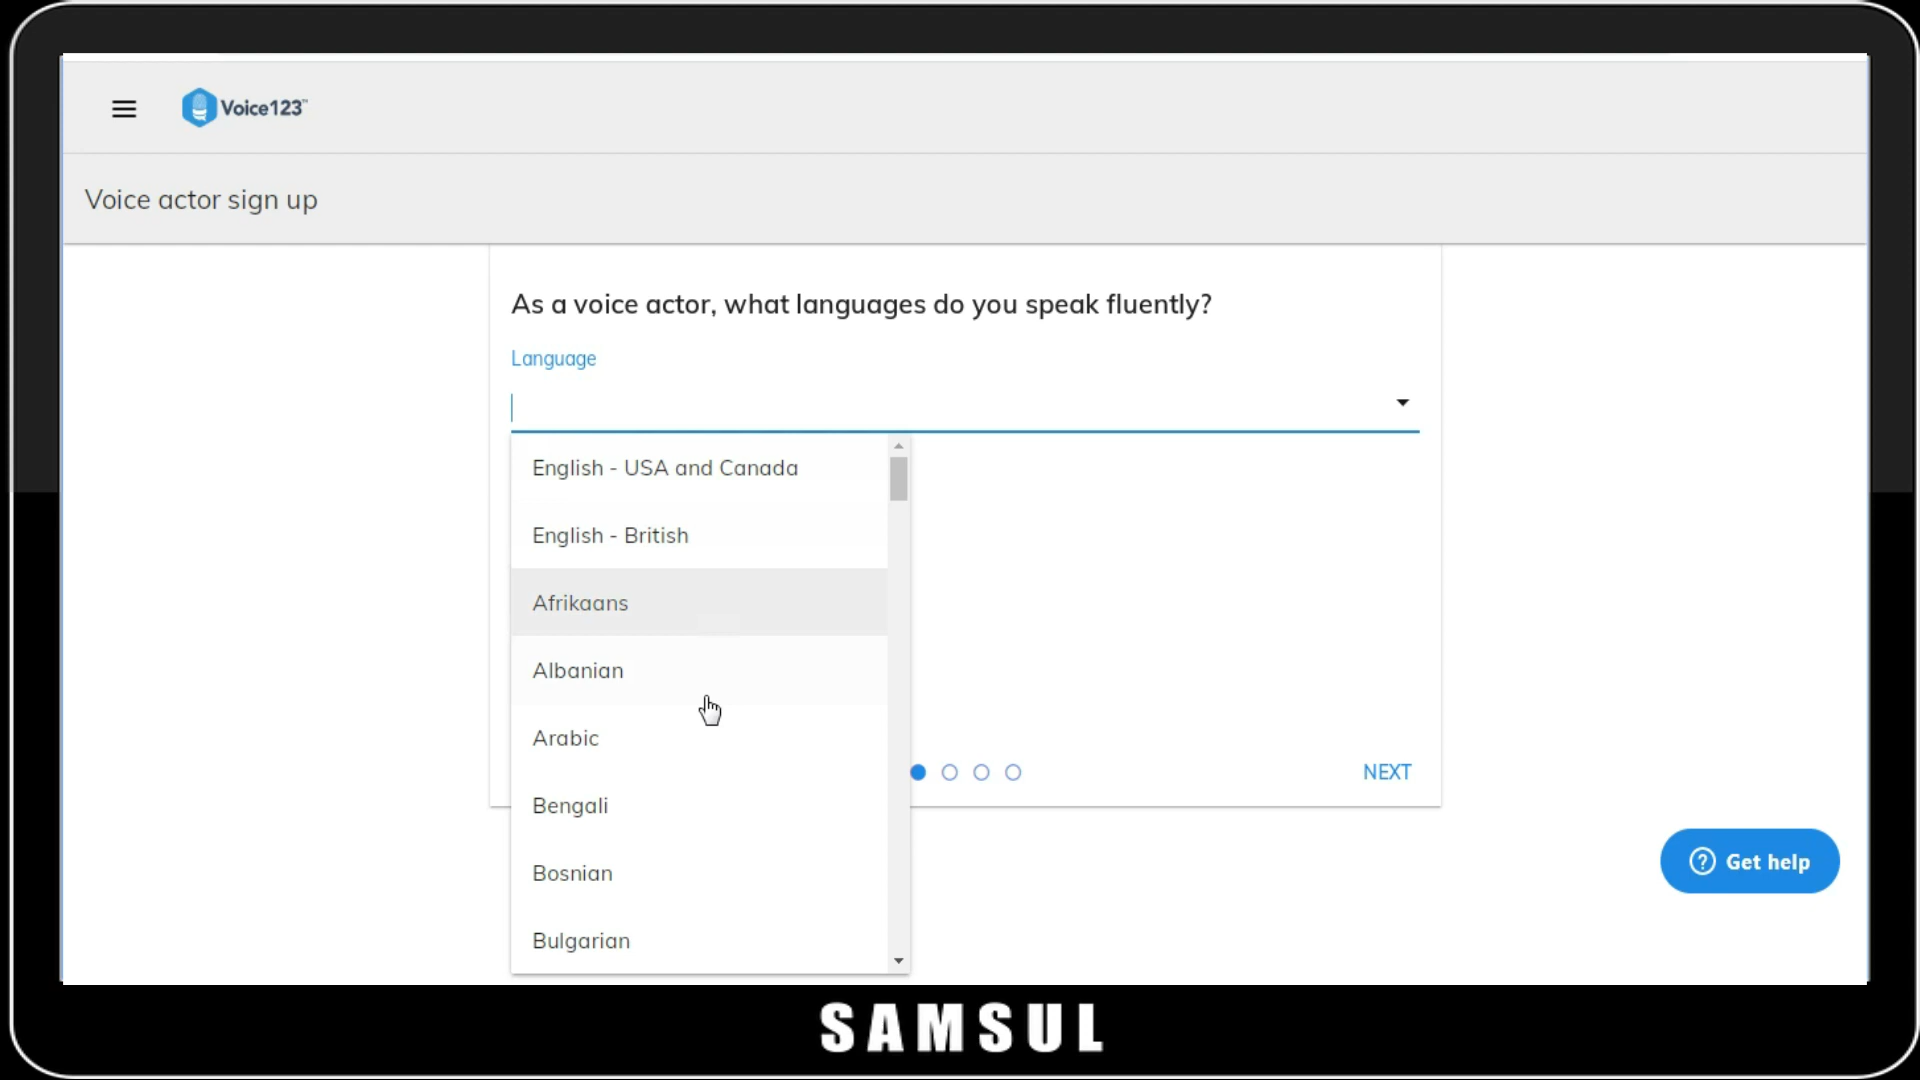 Voice123™
Voice actor sign up
As a voice actor, what languages do you speak fluently?
Language
English - USA and Canada
English - British
Afrikaans
Albanian
Arabic
Bengali
Bosnian
Bulgarian
NEXT
? Get help
SAMSUL